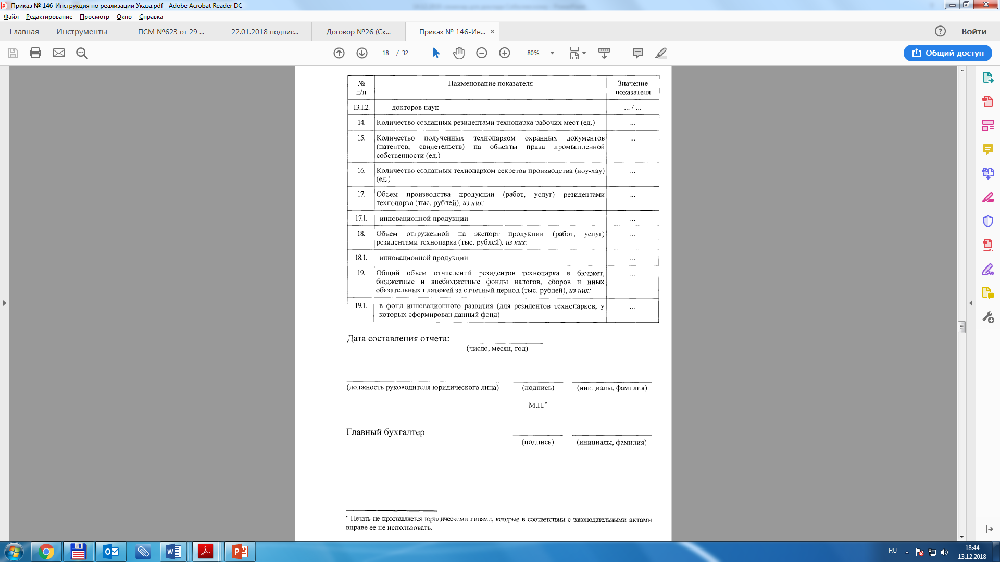 Приказ № 146-Инструкция по реализации Указа.pdf - Adobe Acrobat Reader DC
Файл Редактирование Просмотр Окно Справка
Главная Инструменты ПСМ №623 от 29 ... 22.01.2018 подпис... Договор №26 (Ск... Приказ № 146-Ин... × Войти
18 / 32 80% Общий доступ
№ Наименование показателя Значение
п/п показателя
13.1.2. докторов наук ... / ...
14. Количество созданных резидентами технопарка рабочих мест (ед.) ...
15. Количество полученных технопарком охранных документов ...
(патентов, свидетельств) на объекты права промышленной
собственности (ед.)
16. Количество созданных технопарком секретов производства (ноу-хау) ...
(ед.)
17. Объем производства продукции (работ, услуг) резидентами ...
технопарка (тыс. рублей), из них:
17.1. инновационной продукции ...
18. Объем отгруженной на экспорт продукции (работ, услуг) ...
резидентами технопарка (тыс. рублей), из них:
18.1. инновационной продукции ...
19. Общий объем отчислений резидентов технопарка в бюджет, ...
бюджетные и внебюджетные фонды налогов, сборов и иных
обязательных платежей за отчетный период (тыс. рублей), из них:
19.1. в фонд инновационного развития (для резидентов технопарков, у ...
которых сформирован данный фонд)
Дата составления отчета:
(число, месяц, год)
(должность руководителя юридического лица) (подпись) (инициалы, фамилия)
М.П.*
Главный бухгалтер
(подпись) (инициалы, фамилия)
* Печать не проставляется юридическими лицами, которые в соответствии с законодательными актами
вправе ее не использовать.
RU 18:44
13.12.2018